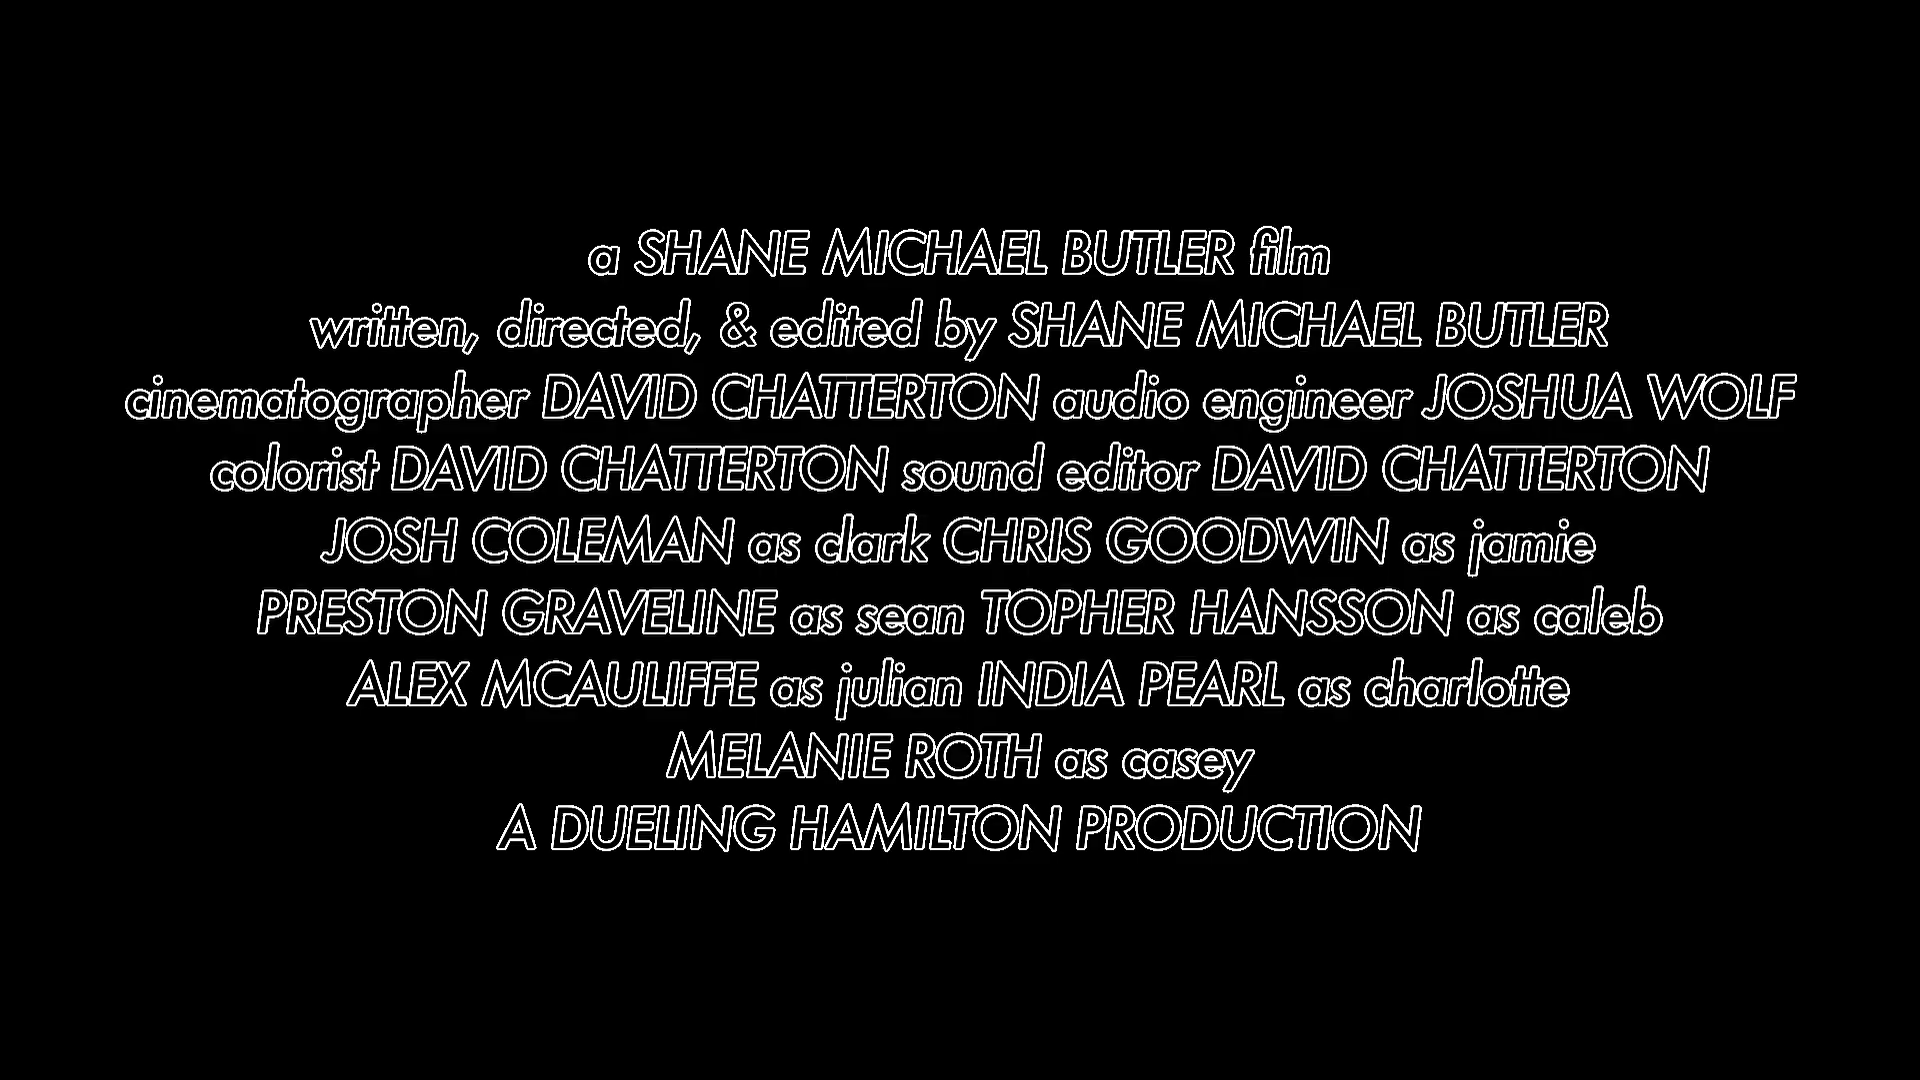 a SHANE MICHAEL BUTLER film
written, directed, & edited by SHANE MICHAEL BUTLER
cinematographer DAVID CHATTERTON audio engineer JOSHUA WOLF
colorist DAVID CHATTERTON sound editor DAVID CHATTERTON
JOSH COLEMAN as clark CHRIS GOODWIN as jamie
PRESTON GRAVELINE as sean TOPHER HANSSON as caleb
ALEX MCAULIFFE as julian INDIA PEARL as charlotte
MELANIE ROTH as casey
A DUELING HAMILTON PRODUCTION